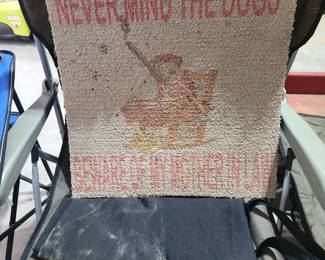 NEVER MIND THE DOGS
BEWARE OF MY MOTHER IN LAW